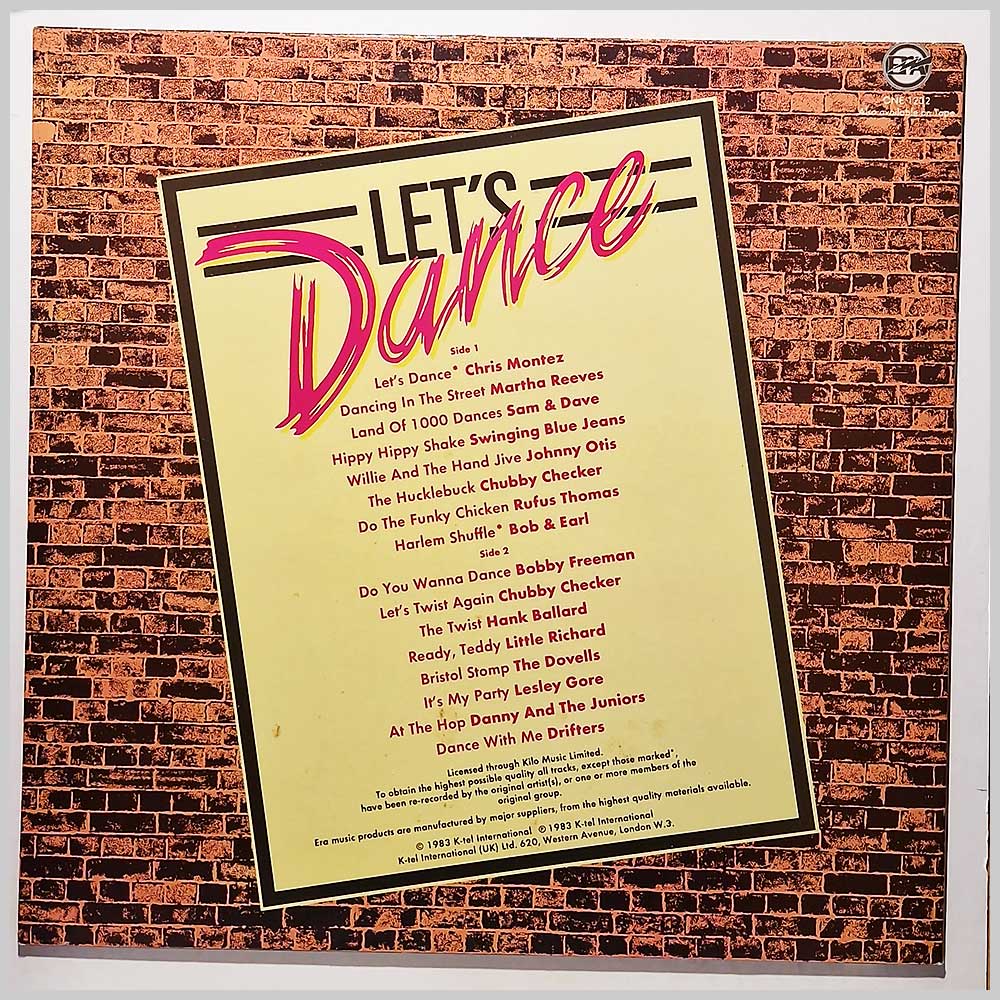 ERA
ONE 1202
Also available on Tape
LET'S
Dance
Side 1
Let's Dance* Chris Montez
Dancing In The Street Martha Reeves
Land Of 1000 Dances Sam & Dave
Hippy Hippy Shake Swinging Blue Jeans
Willie And The Hand Jive Johnny Otis
The Hucklebuck Chubby Checker
Do The Funky Chicken Rufus Thomas
Harlem Shuffle* Bob & Earl
Side 2
Do You Wanna Dance Bobby Freeman
Let's Twist Again Chubby Checker
The Twist Hank Ballard
Ready, Teddy Little Richard
Bristol Stomp The Dovells
It's My Party Lesley Gore
At The Hop Danny And The Juniors
Dance With Me Drifters
Licensed through Kilo Music Limited.
To obtain the highest possible quality all tracks, except those marked*,
have been re-recorded by the original artist(s), or one or more members of the
original group.
Era music products are manufactured by major suppliers, from the highest quality materials available.
© 1983 K-tel International ℗ 1983 K-tel International
K-tel International (UK) Ltd. 620, Western Avenue, London W.3.